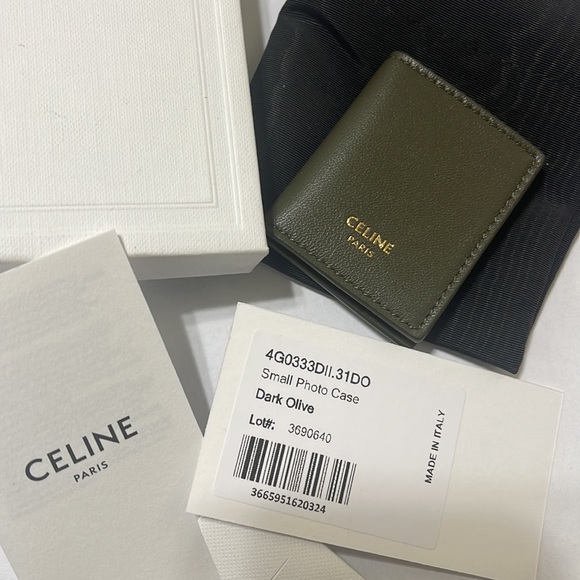 CELINE
PARIS
4G0333DII.31DO
Small Photo Case
Dark Olive
Lot#: 3690640
3665951620324
MADE IN ITALY
CELINE
PARIS